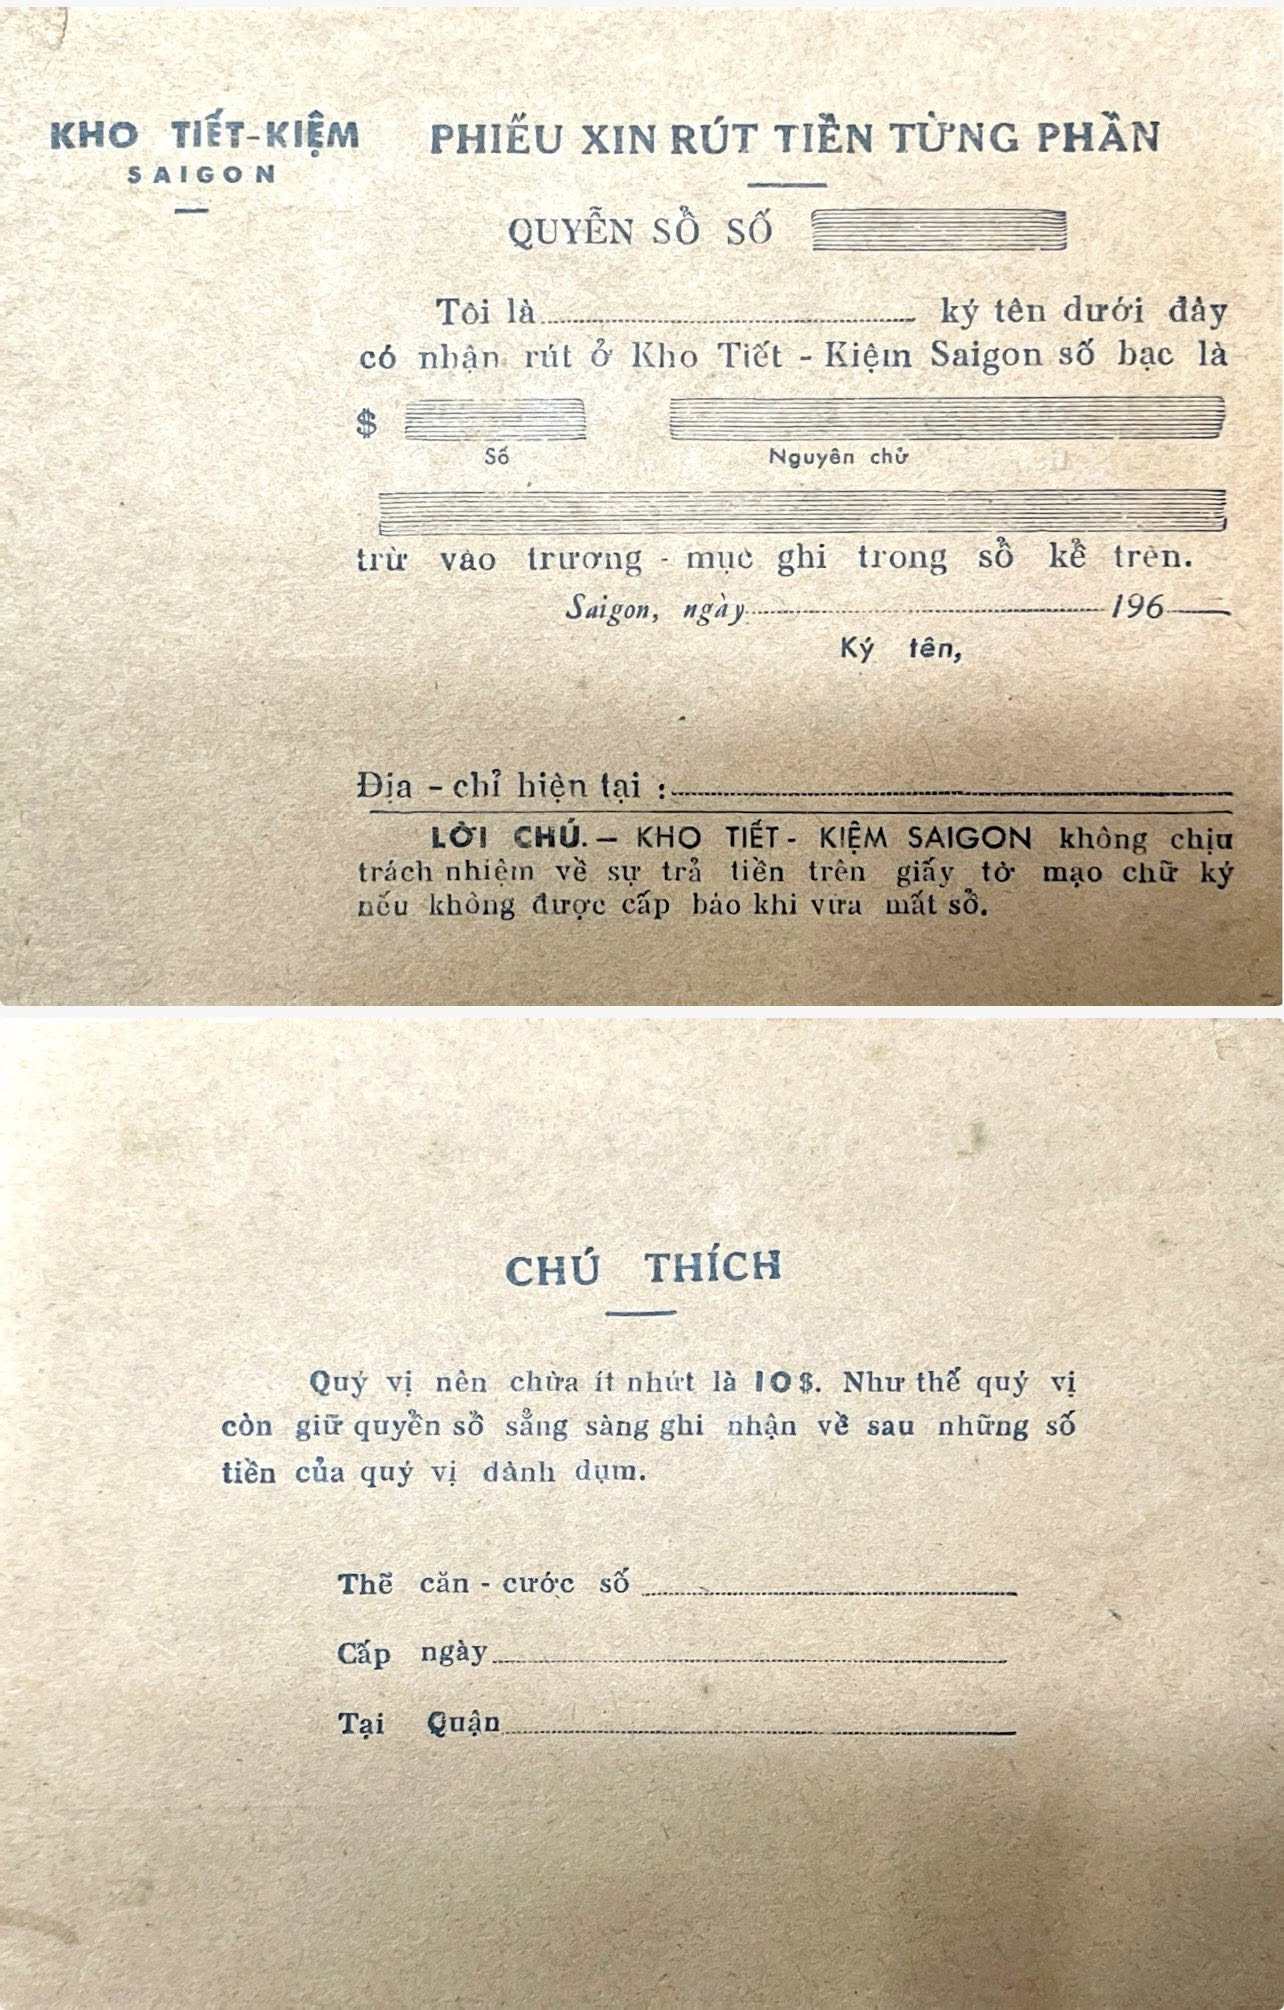 KHO TIẾT-KIỆM
SAIGON
PHIẾU XIN RÚT TIỀN TỪNG PHẦN
QUYỄN SỔ SỐ
Tôi là ký tên dưới đây
có nhận rút ở Kho Tiết - Kiệm Saigon số bạc là
$
Số Nguyên chử
trừ vào trương - mục ghi trong sổ kể trên.
Saigon, ngày 196
Ký tên,
Địa - chỉ hiện tại :
LỜI CHÚ. — KHO TIẾT - KIỆM SAIGON không chịu
trách nhiệm về sự trả tiền trên giấy tờ mạo chữ ký
nếu không được cấp báo khi vừa mất sổ.
CHÚ THÍCH
Quý vị nên chừa ít nhứt là 10$. Như thế quý vị
còn giữ quyển sổ sẳng sàng ghi nhận về sau những số
tiền của quý vị dành dụm.
Thẽ căn - cước số
Cấp ngày
Tại Quận